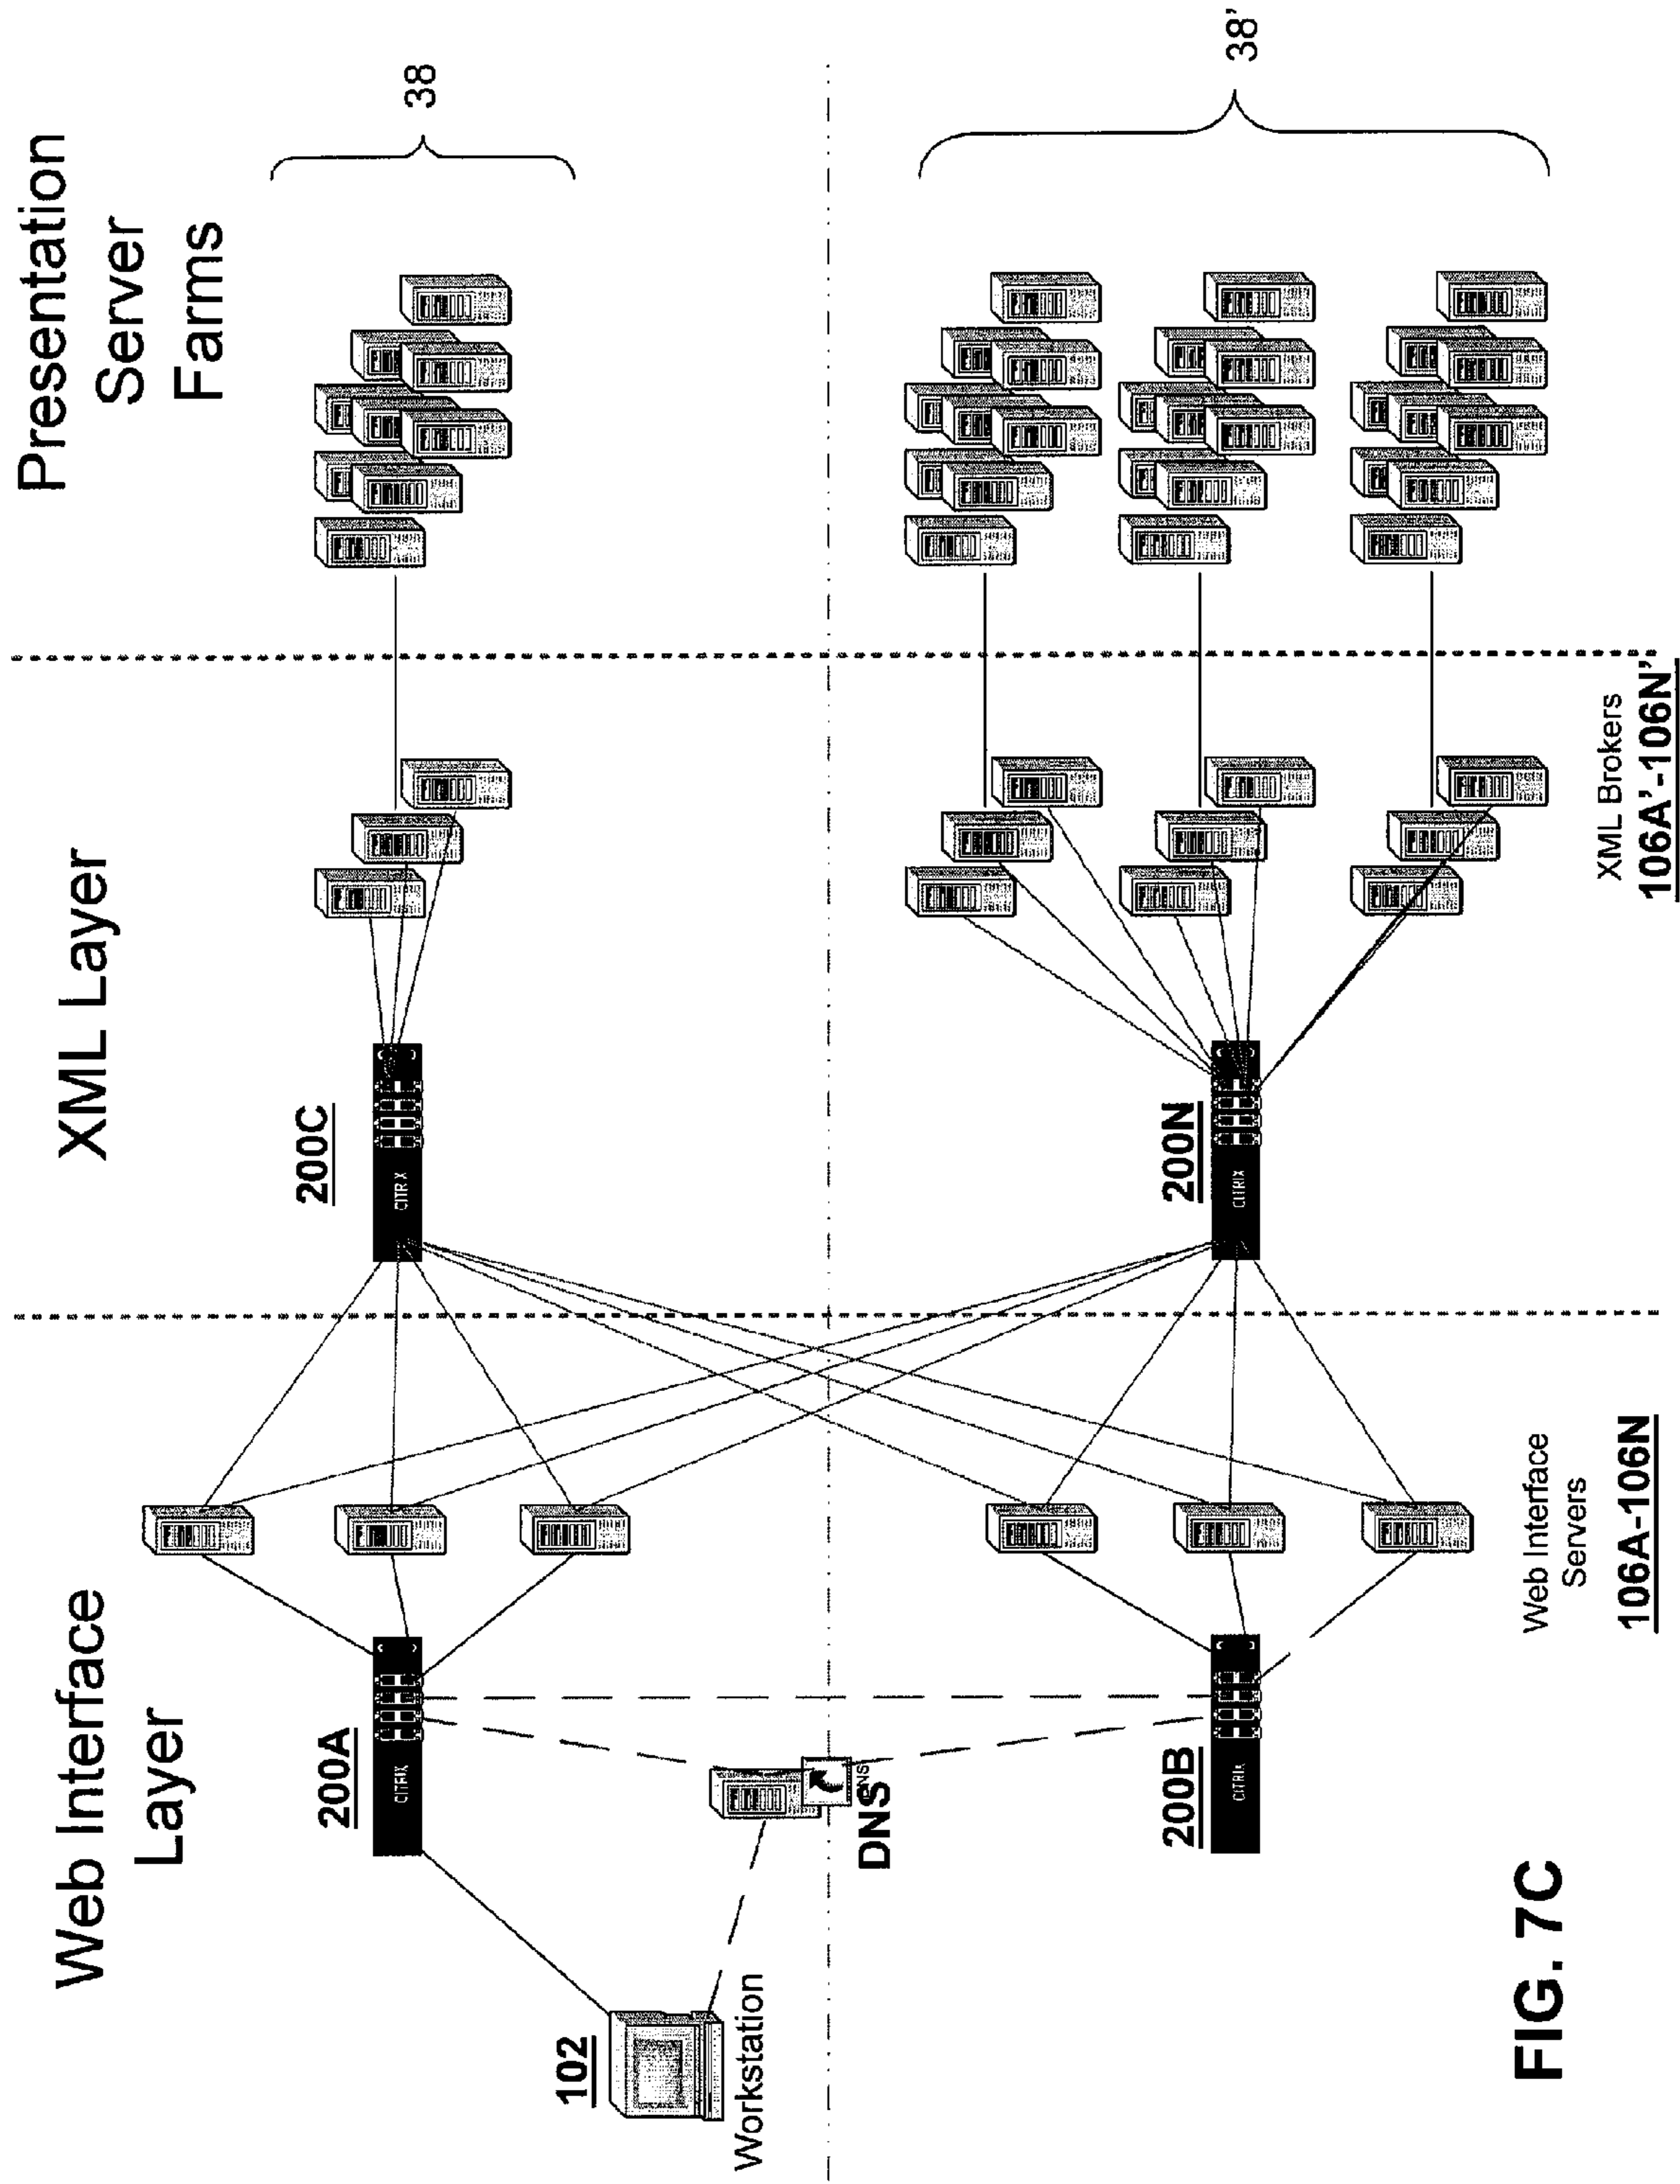 Web Interface
Layer
XML Layer
Presentation
Server
Farms
38
200A
CITRIX
200C
CITRIX
102
Workstation
DNS
38'
200B
CITRIX
200N
CITRIX
Web Interface
Servers
106A-106N
XML Brokers
106A'-106N'
FIG. 7C